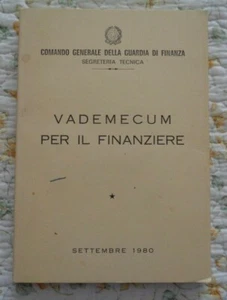 COMANDO GENERALE DELLA GUARDIA DI FINANZA
SEGRETERIA TECNICA
VADEMECUM
PER IL FINANZIERE
SETTEMBRE 1980